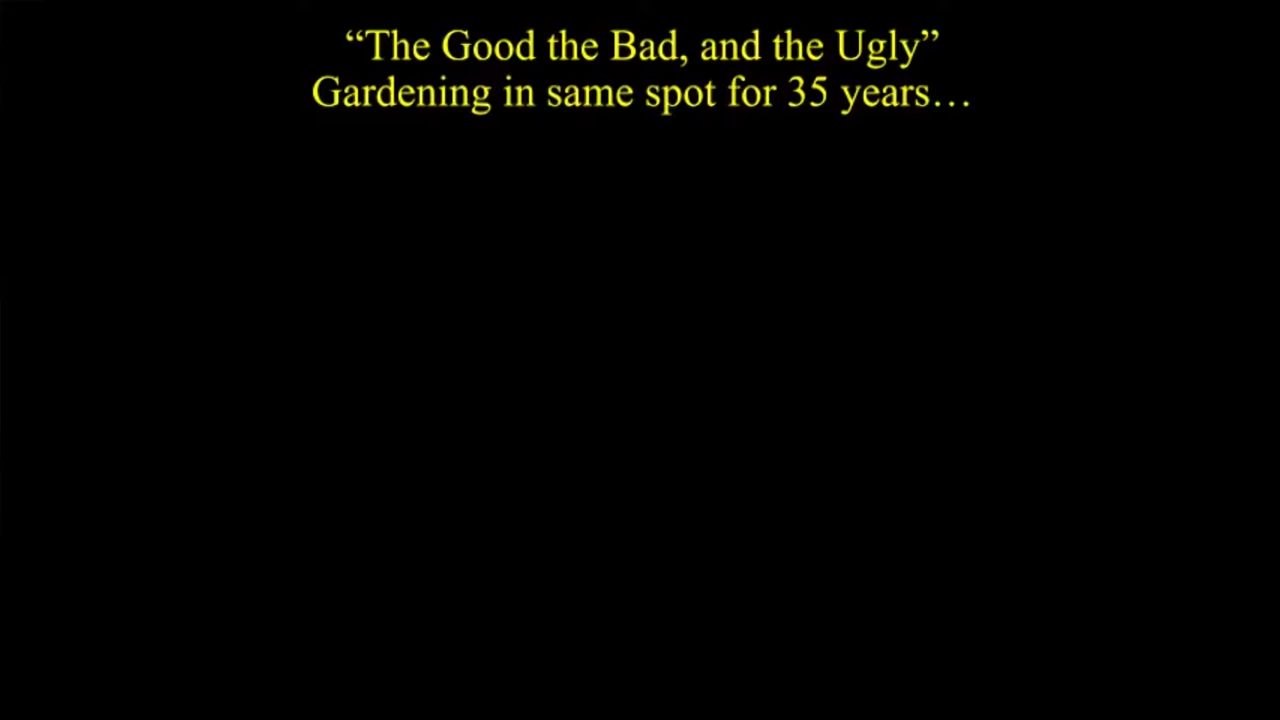 “The Good the Bad, and the Ugly”
Gardening in same spot for 35 years…